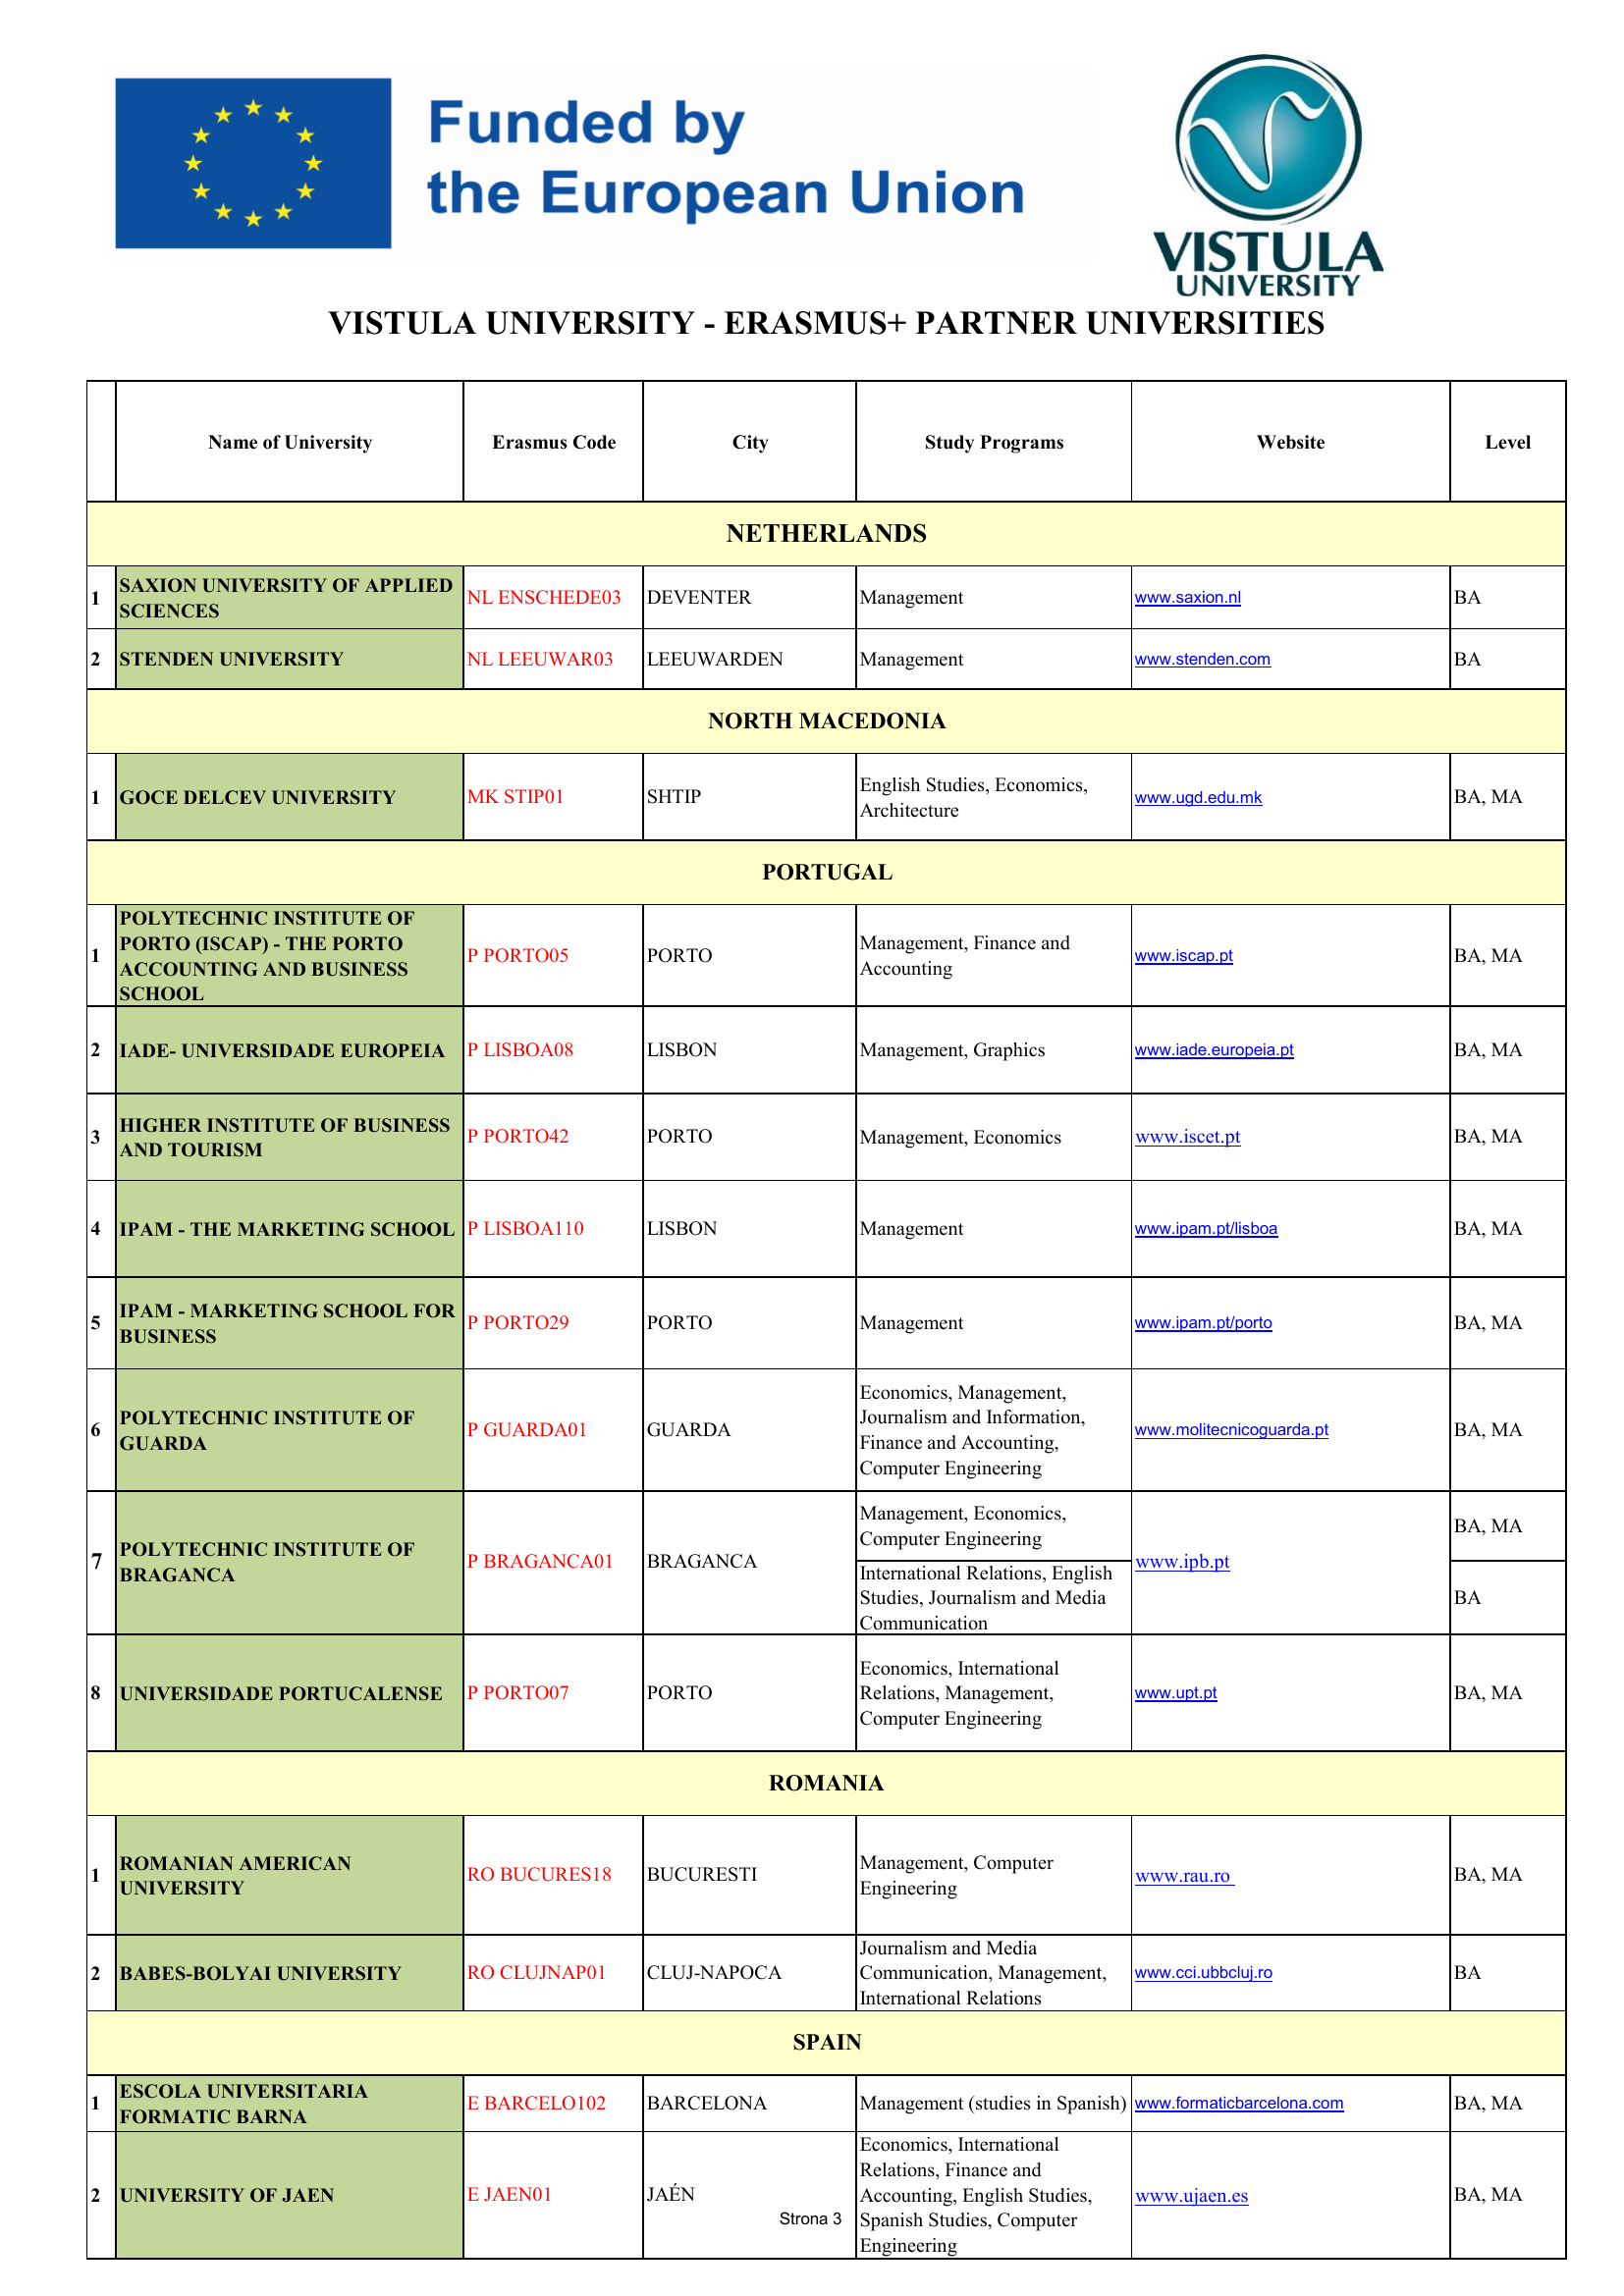 Funded by
the European Union
VISTULA
UNIVERSITY
VISTULA UNIVERSITY - ERASMUS+ PARTNER UNIVERSITIES
Name of University Erasmus Code City Study Programs Website Level
NETHERLANDS
1 SAXION UNIVERSITY OF APPLIED
SCIENCES NL ENSCHEDE03 DEVENTER Management www.saxion.nl BA
2 STENDEN UNIVERSITY NL LEEUWAR03 LEEUWARDEN Management www.stenden.com BA
NORTH MACEDONIA
1 GOCE DELCEV UNIVERSITY MK STIP01 SHTIP English Studies, Economics,
Architecture www.ugd.edu.mk BA, MA
PORTUGAL
1 POLYTECHNIC INSTITUTE OF
PORTO (ISCAP) - THE PORTO
ACCOUNTING AND BUSINESS
SCHOOL P PORTO05 PORTO Management, Finance and
Accounting www.iscap.pt BA, MA
2 IADE- UNIVERSIDADE EUROPEIA P LISBOA08 LISBON Management, Graphics www.iade.europeia.pt BA, MA
3 HIGHER INSTITUTE OF BUSINESS
AND TOURISM P PORTO42 PORTO Management, Economics www.iscet.pt BA, MA
4 IPAM - THE MARKETING SCHOOL P LISBOA110 LISBON Management www.ipam.pt/lisboa BA, MA
5 IPAM - MARKETING SCHOOL FOR
BUSINESS P PORTO29 PORTO Management www.ipam.pt/porto BA, MA
6 POLYTECHNIC INSTITUTE OF
GUARDA P GUARDA01 GUARDA Economics, Management,
Journalism and Information,
Finance and Accounting,
Computer Engineering www.molitecnicoguarda.pt BA, MA
7 POLYTECHNIC INSTITUTE OF
BRAGANCA P BRAGANCA01 BRAGANCA Management, Economics,
Computer Engineering www.ipb.pt BA, MA
International Relations, English
Studies, Journalism and Media
Communication BA
8 UNIVERSIDADE PORTUCALENSE P PORTO07 PORTO Economics, International
Relations, Management,
Computer Engineering www.upt.pt BA, MA
ROMANIA
1 ROMANIAN AMERICAN
UNIVERSITY RO BUCURES18 BUCURESTI Management, Computer
Engineering www.rau.ro BA, MA
2 BABES-BOLYAI UNIVERSITY RO CLUJNAP01 CLUJ-NAPOCA Journalism and Media
Communication, Management,
International Relations www.cci.ubbcluj.ro BA
SPAIN
1 ESCOLA UNIVERSITARIA
FORMATIC BARNA E BARCELO102 BARCELONA Management (studies in Spanish) www.formaticbarcelona.com BA, MA
2 UNIVERSITY OF JAEN E JAEN01 JAÉN Economics, International
Relations, Finance and
Accounting, English Studies,
Spanish Studies, Computer
Engineering www.ujaen.es BA, MA
Strona 3